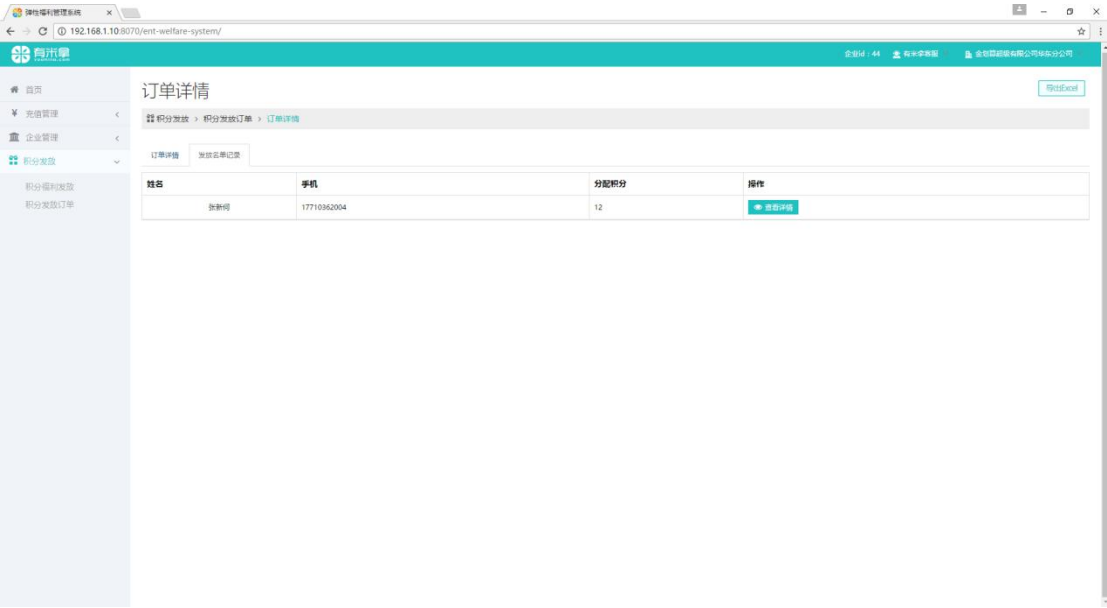 弹性福利管理系统
192.168.1.10:8070/ent-welfare-system/
有米拿
企业id：44 有米拿客服
首页
充值管理
企业管理
积分发放
积分福利发放
积分发放订单
订单详情
导出Excel
积分发放 > 积分发放订单 > 订单详情
订单详情 发放名单记录
姓名 手机 分配积分 操作
17710362004 12 查看详情